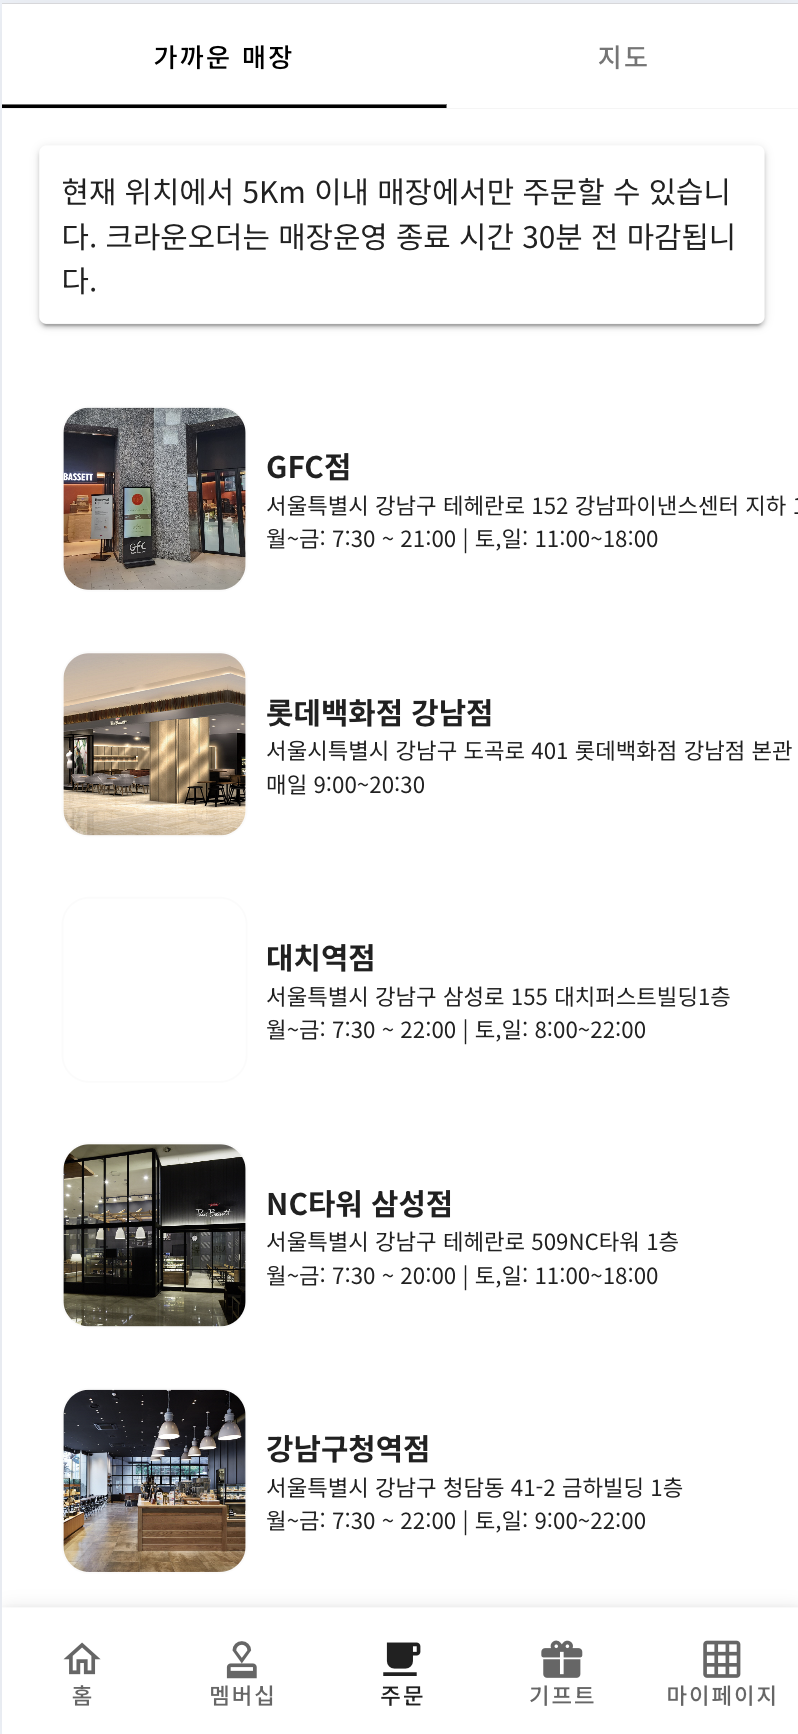 가까운 매장
지도
현재 위치에서 5Km 이내 매장에서만 주문할 수 있습니
다. 크라운오더는 매장운영 종료 시간 30분 전 마감됩니
다.
BASSETT
GFC
GFC점
서울특별시 강남구 테헤란로 152 강남파이낸스센터 지하 1
월~금: 7:30 ~ 21:00 | 토,일: 11:00~18:00
롯데백화점 강남점
서울시특별시 강남구 도곡로 401 롯데백화점 강남점 본관
매일 9:00~20:30
대치역점
서울특별시 강남구 삼성로 155 대치퍼스트빌딩1층
월~금: 7:30 ~ 22:00 | 토,일: 8:00~22:00
Paul Bassett
NC타워 삼성점
서울특별시 강남구 테헤란로 509NC타워 1층
월~금: 7:30 ~ 20:00 | 토,일: 11:00~18:00
강남구청역점
서울특별시 강남구 청담동 41-2 금하빌딩 1층
월~금: 7:30 ~ 22:00 | 토,일: 9:00~22:00
홈
멤버십
주문
기프트
마이페이지